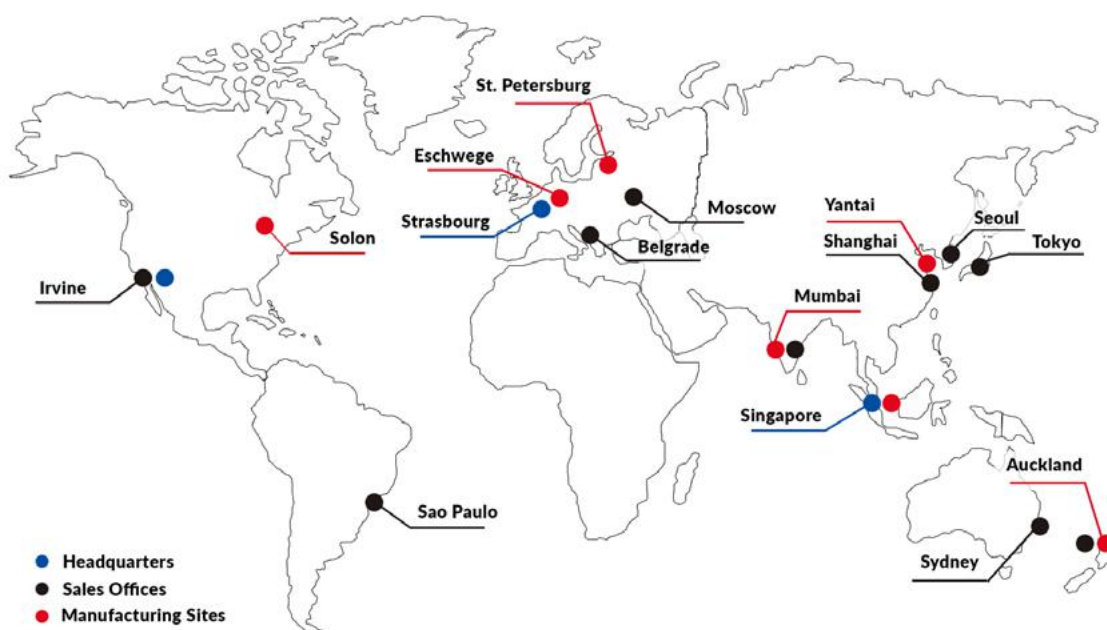 St. Petersburg
Eschwege
Strasbourg
Moscow
Belgrade
Solon
Irvine
Yantai
Seoul
Shanghai
Tokyo
Mumbai
Singapore
Auckland
Sao Paulo
Sydney
Headquarters
Sales Offices
Manufacturing Sites